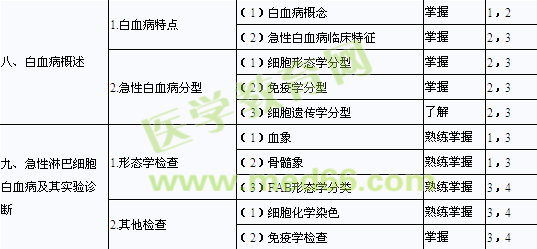 八、白血病概述
1.白血病特点
（1）白血病概念 掌握 1，2
（2）急性白血病临床特征 掌握 2，3
2.急性白血病分型
（1）细胞形态学分型 掌握 2，3
（2）免疫学分型 掌握 2，3
（3）细胞遗传学分型 了解 2，3
九、急性淋巴细胞
白血病及其实验诊
断
1.形态学检查
（1）血象 熟练掌握 1，3
（2）骨髓象 熟练掌握 1，3
（3）FAB形态学分类 熟练掌握 3，4
2.其他检查
（1）细胞化学染色 熟练掌握 3，4
（2）免疫学检查 掌握 3，4
医学教育网
www.med66.com